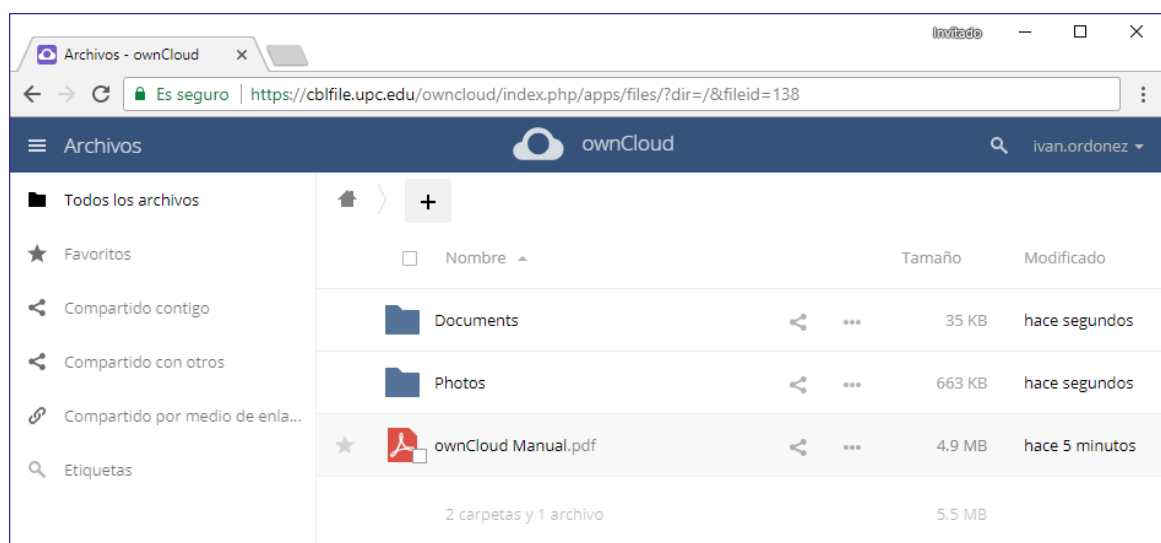 Invitado
Archivos - ownCloud
Es seguro | https://cblfile.upc.edu/owncloud/index.php/apps/files/?dir=/&fileid=138
Archivos ownCloud ivan.ordonez
Todos los archivos
Favoritos
Compartido contigo
Compartido con otros
Compartido por medio de enla...
Etiquetas
Nombre Tamaño Modificado
Documents 35 KB hace segundos
Photos 663 KB hace segundos
ownCloud Manual.pdf 4.9 MB hace 5 minutos
2 carpetas y 1 archivo 5.5 MB